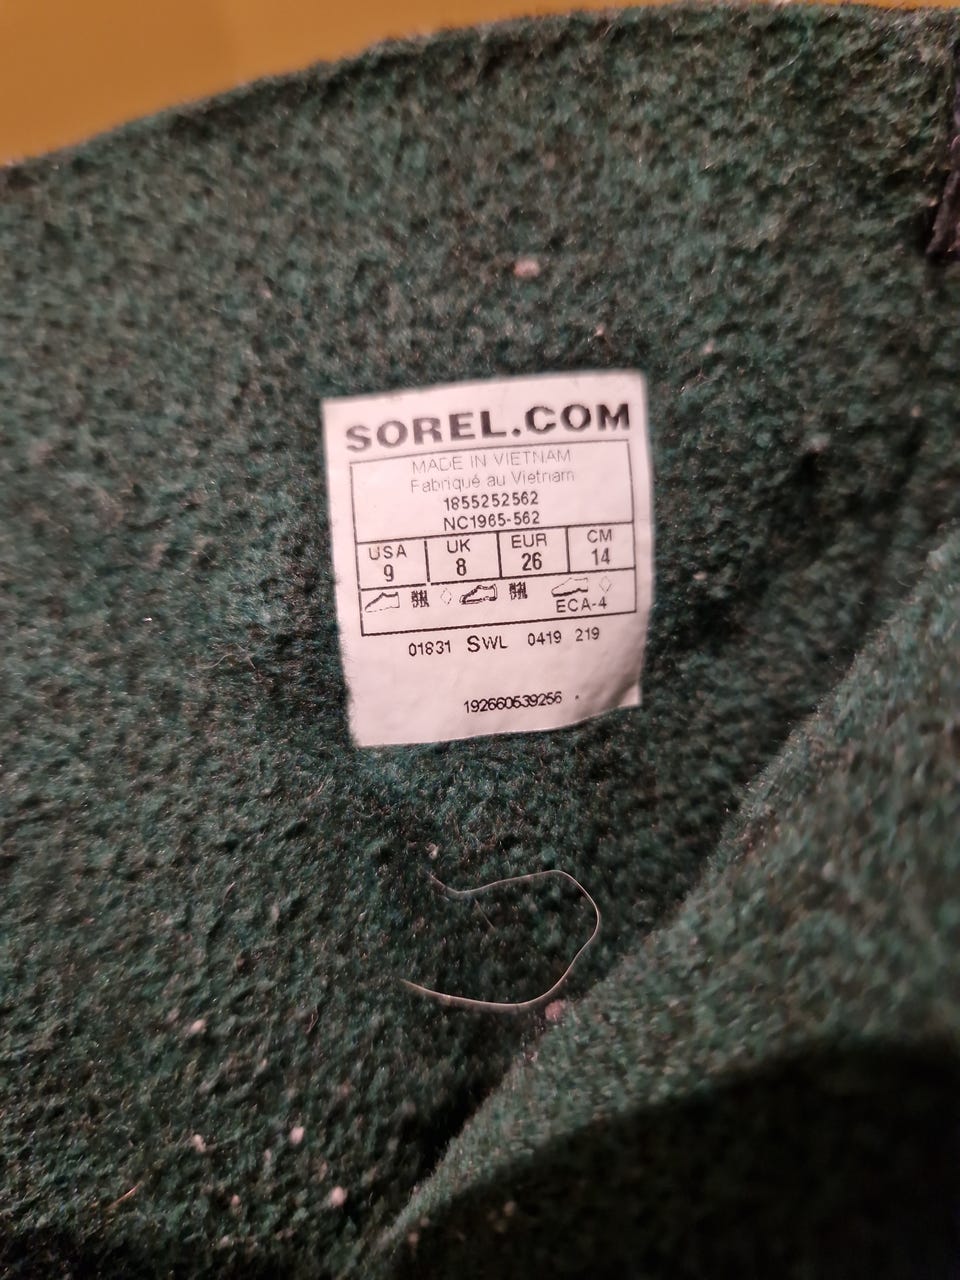 SOREL.COM
MADE IN VIETNAM
Fabriqué au Vietnam
1855252562
NC1965-562
USA UK EUR CM
9 8 26 14
ECA-4
01831 SWL 0419 219
192660539256